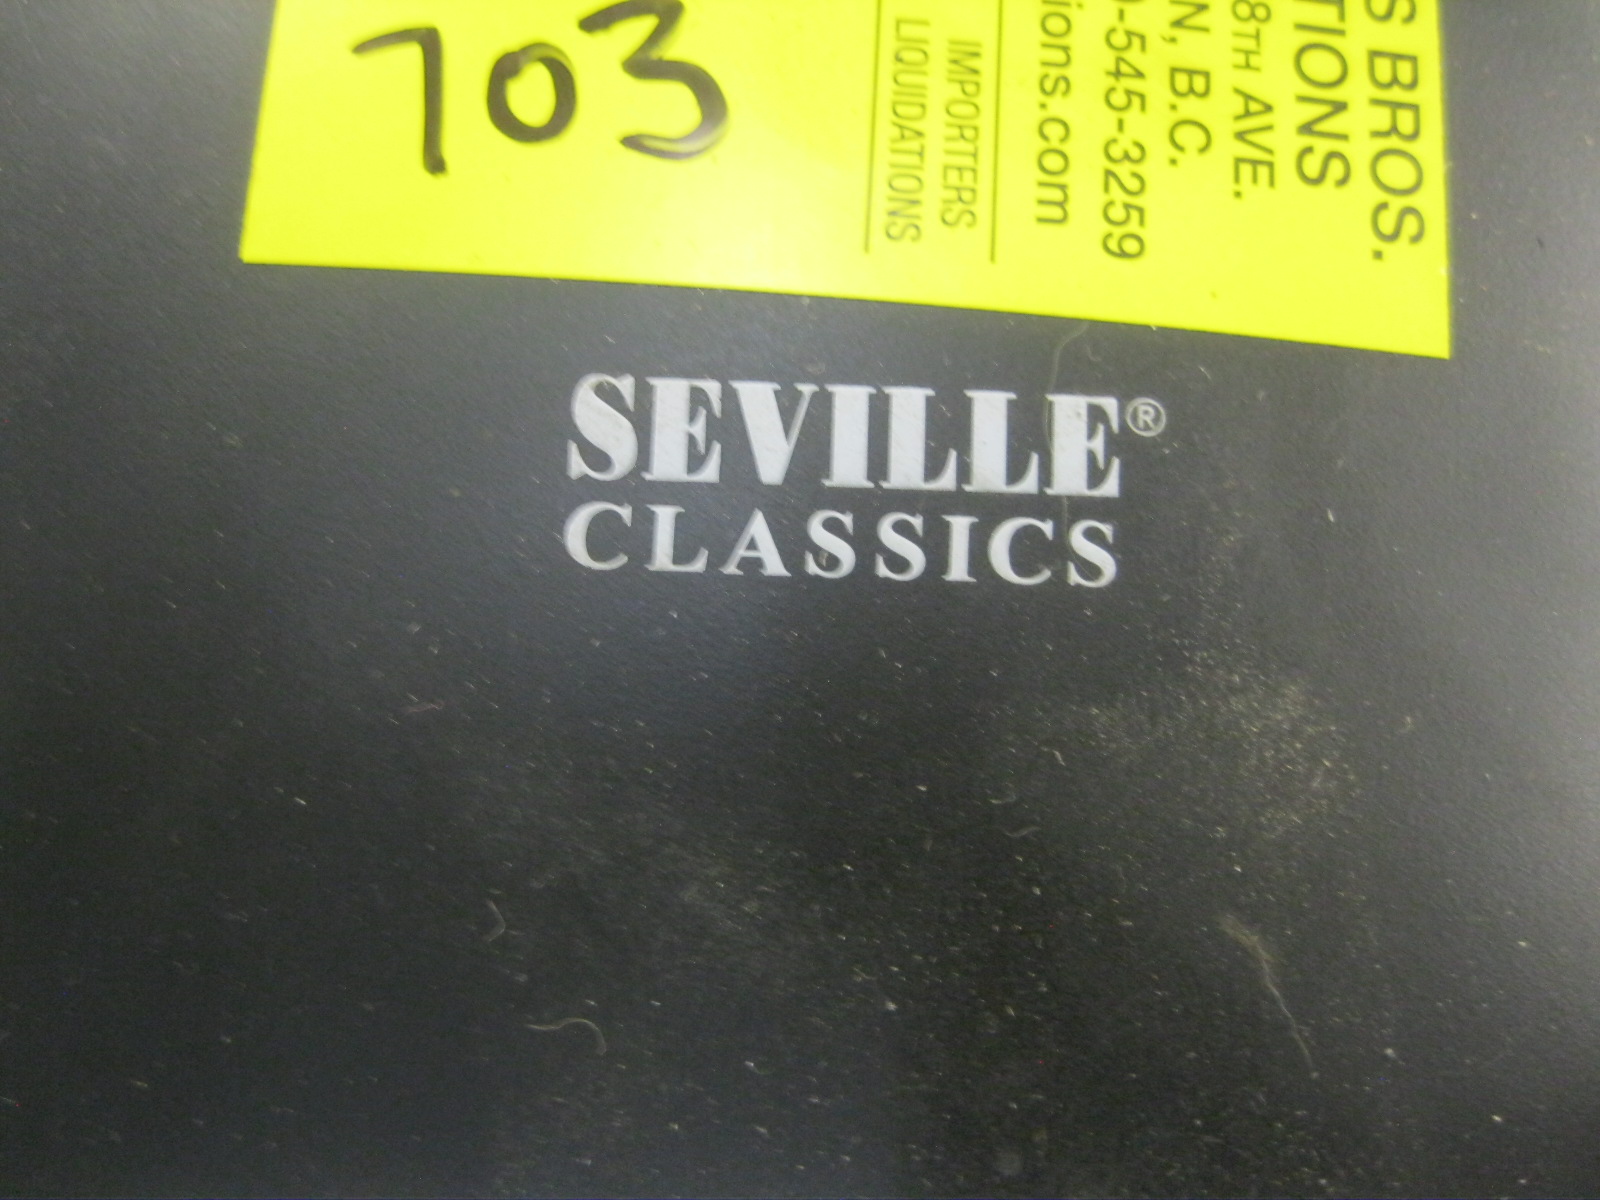 703
S BROS.
TIONS
8TH AVE.
N, B.C.
-545-3259
ions.com
IMPORTERS
LIQUIDATIONS
SEVILLE®
CLASSICS